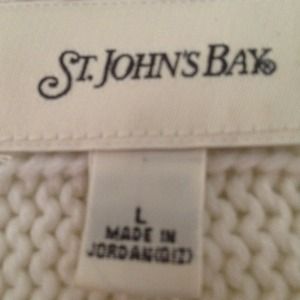 ST. JOHN'S BAY®
L
MADE IN
JORDAN(QIZ)